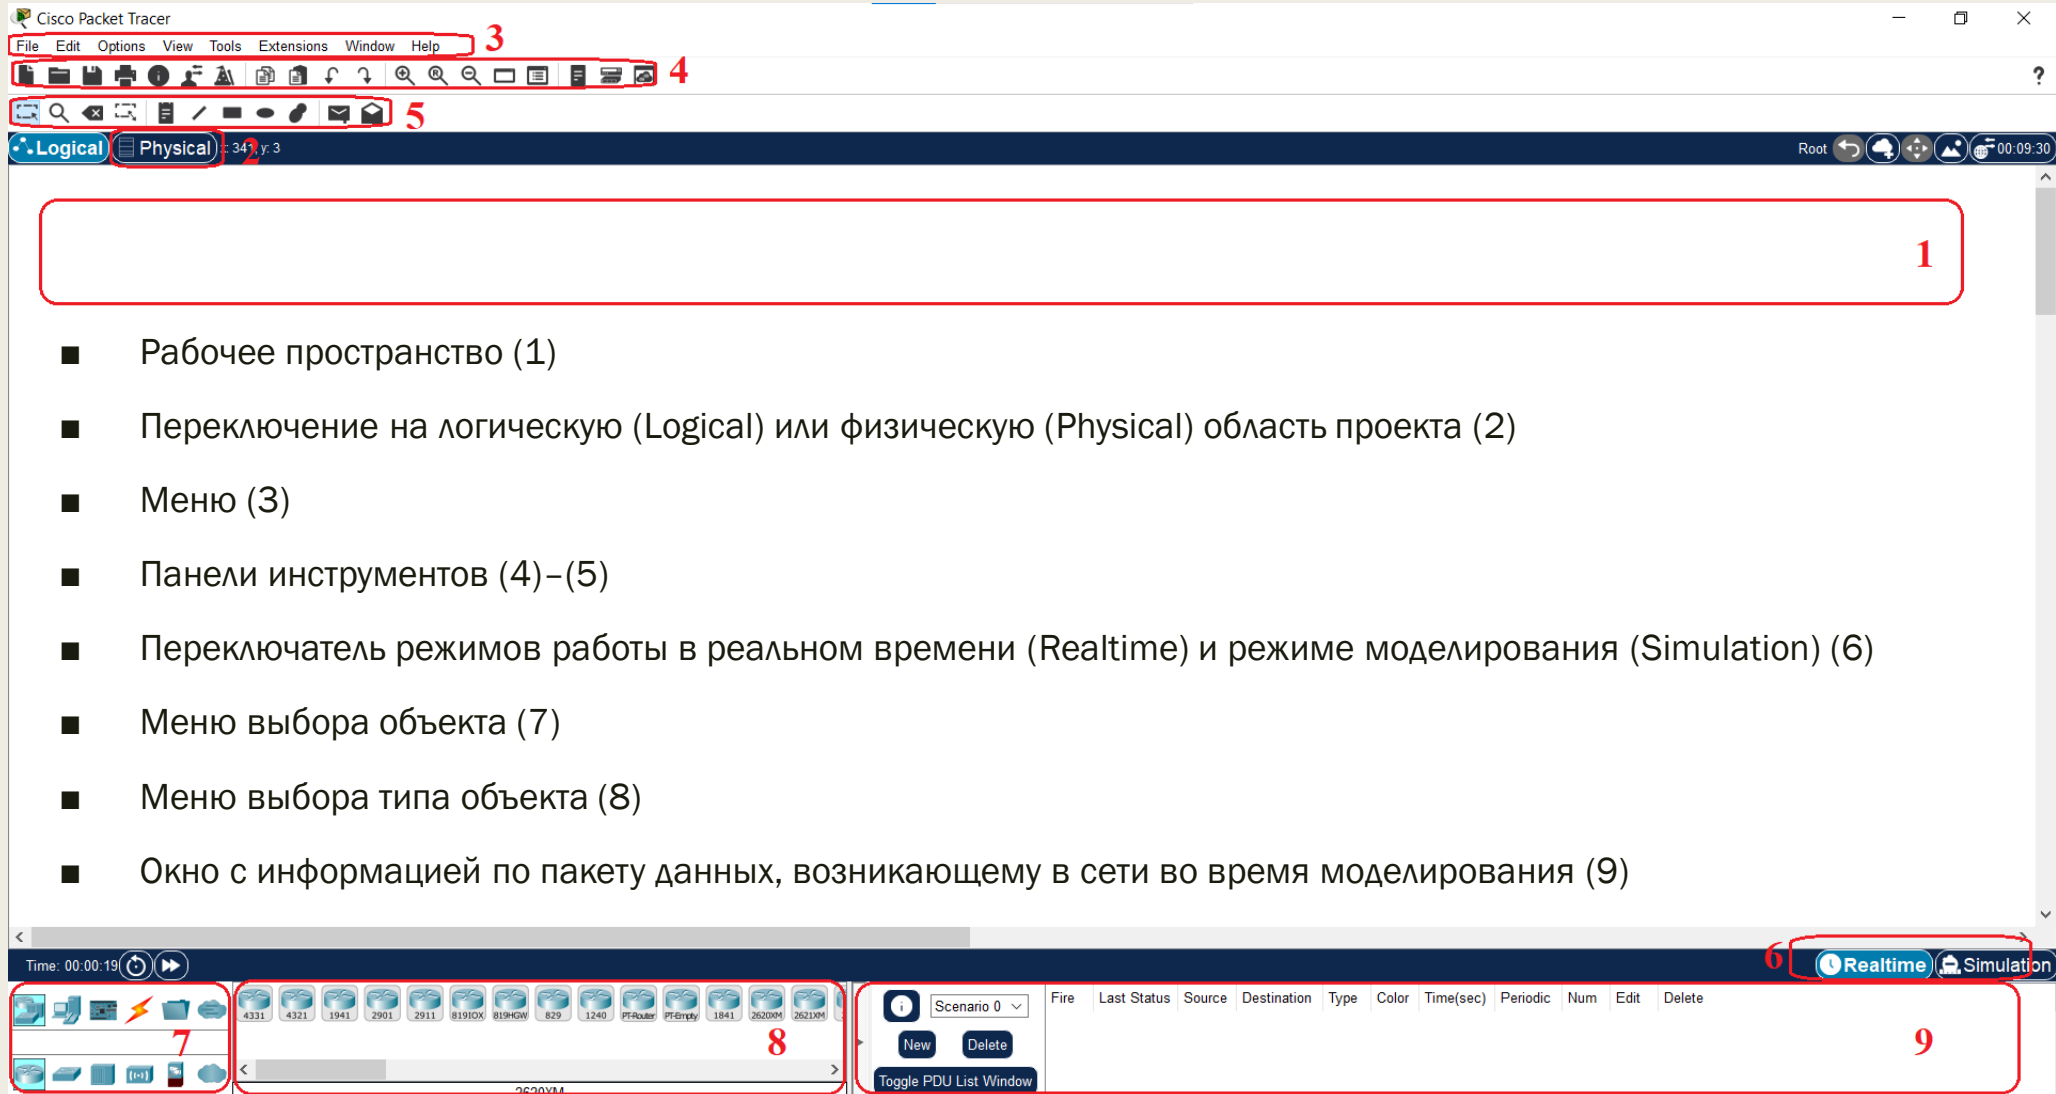 Cisco Packet Tracer
File Edit Options View Tools Extensions Window Help 3
4
?
5
Logical Physical 341, y: 3 2 Root 00:09:30
1
■ Рабочее пространство (1)
■ Переключение на логическую (Logical) или физическую (Physical) область проекта (2)
■ Меню (3)
■ Панели инструментов (4)–(5)
■ Переключатель режимов работы в реальном времени (Realtime) и режиме моделирования (Simulation) (6)
■ Меню выбора объекта (7)
■ Меню выбора типа объекта (8)
■ Окно с информацией по пакету данных, возникающему в сети во время моделирования (9)
Time: 00:00:19 6 Realtime Simulation
4331 4321 1941 2901 2911 819IOX 819HGW 829 1240 PT-Router PT-Empty 1841 2620XM 2621XM
Scenario 0 Fire Last Status Source Destination Type Color Time(sec) Periodic Num Edit Delete
7 8 New Delete 9
Toggle PDU List Window
2620XM